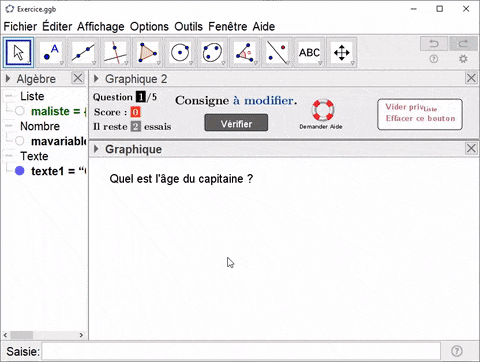 Exercice.ggb
Fichier Éditer Affichage Options Outils Fenêtre Aide
A
α
a=2
ABC
Algèbre
Graphique 2
Liste
maliste = {
Nombre
mavariable
Texte
texte1 = “
Question 1/5
Score : 0
Il reste 2 essais
Consigne à modifier.
Vérifier
Demander Aide
Vider privListe
Effacer ce bouton
Graphique
Quel est l'âge du capitaine ?
Saisie: